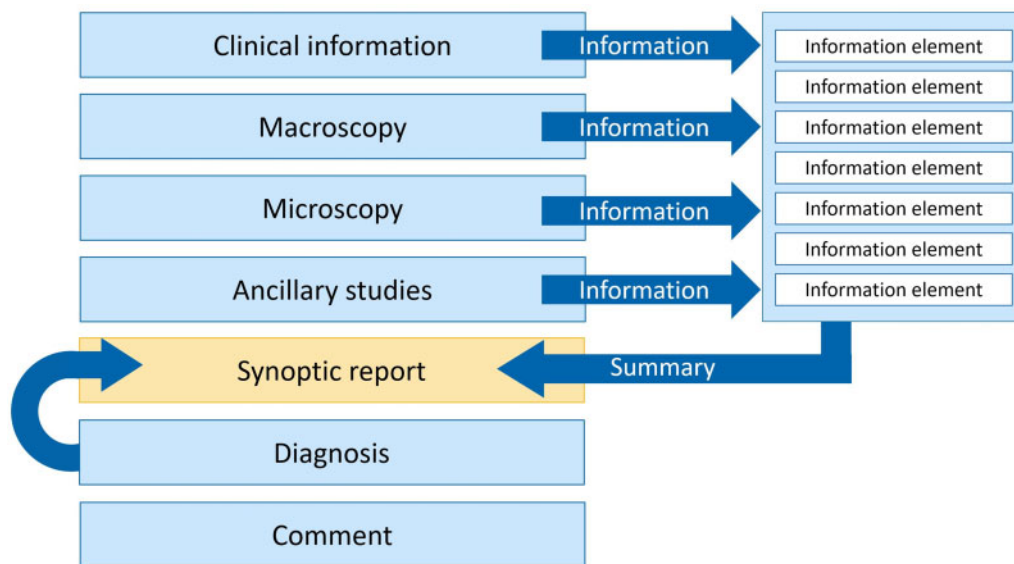 Clinical information
Information
Information element
Information element
Macroscopy
Information
Information element
Information element
Microscopy
Information
Information element
Information element
Ancillary studies
Information
Information element
Synoptic report
Summary
Diagnosis
Comment